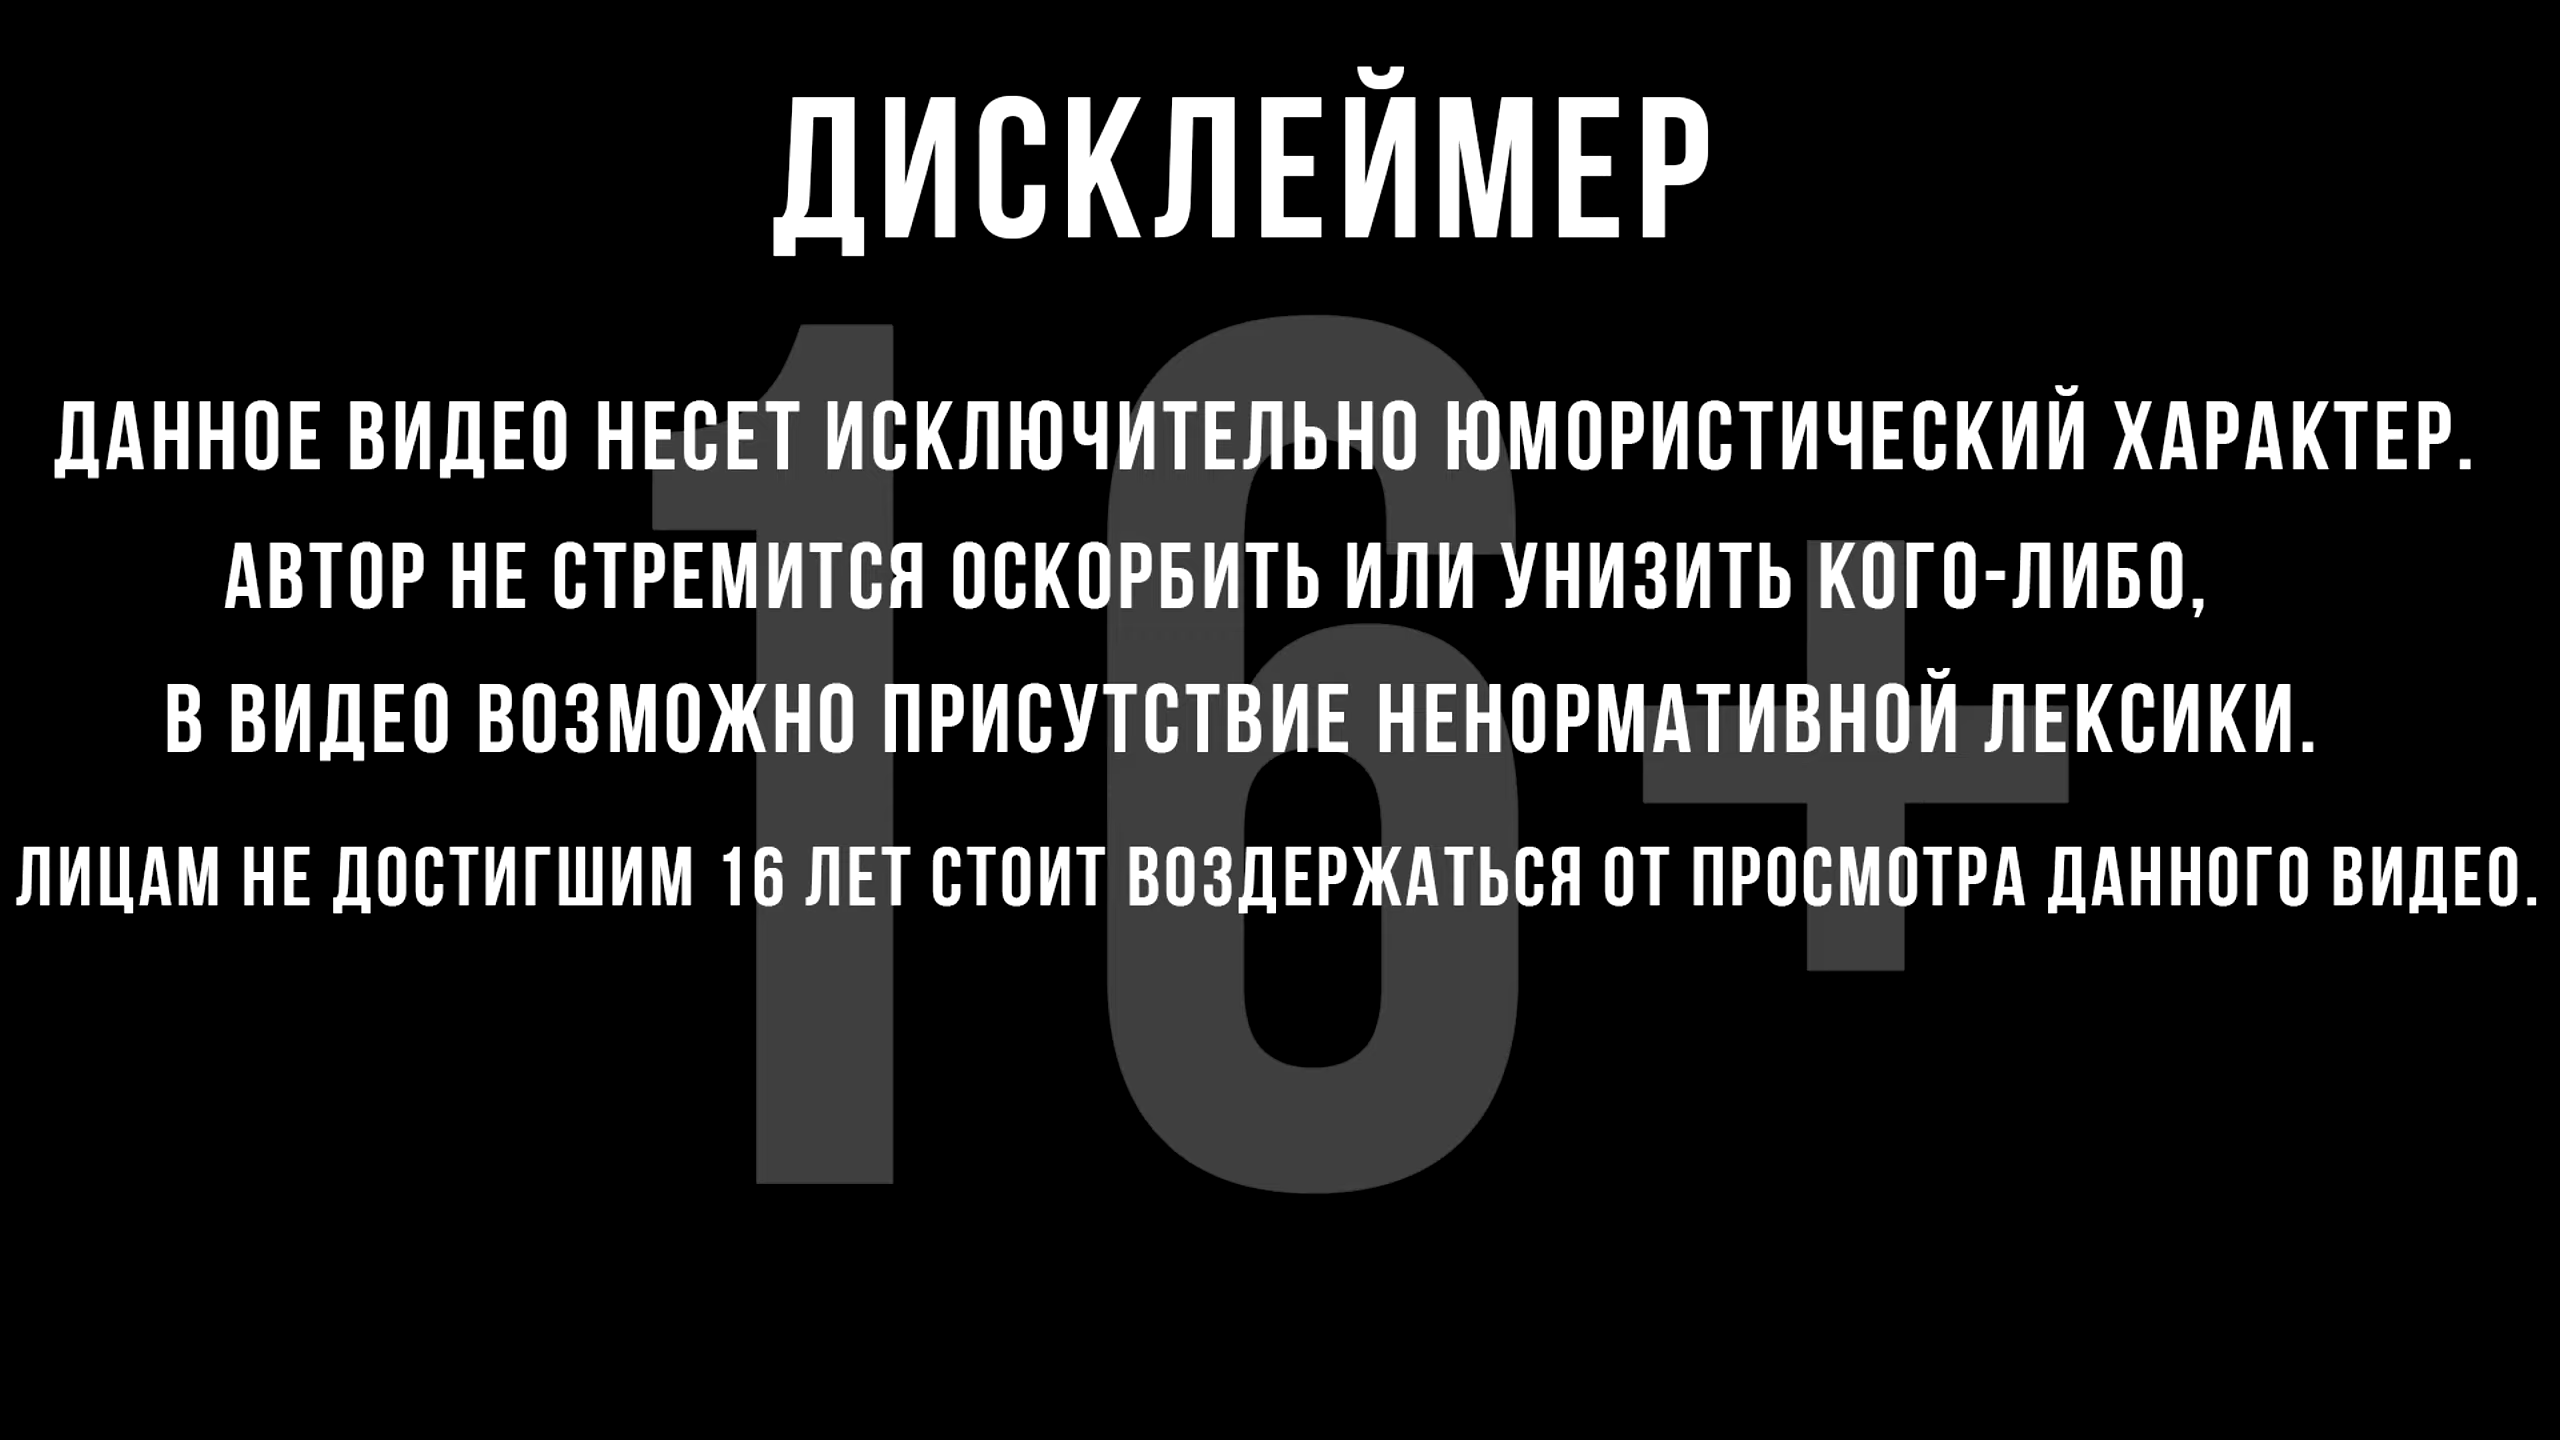 ДИСКЛЕЙМЕР
16+
ДАННОЕ ВИДЕО НЕСЕТ ИСКЛЮЧИТЕЛЬНО ЮМОРИСТИЧЕСКИЙ ХАРАКТЕР.
АВТОР НЕ СТРЕМИТСЯ ОСКОРБИТЬ ИЛИ УНИЗИТЬ КОГО-ЛИБО,
В ВИДЕО ВОЗМОЖНО ПРИСУТСТВИЕ НЕНОРМАТИВНОЙ ЛЕКСИКИ.
ЛИЦАМ НЕ ДОСТИГШИМ 16 ЛЕТ СТОИТ ВОЗДЕРЖАТЬСЯ ОТ ПРОСМОТРА ДАННОГО ВИДЕО.